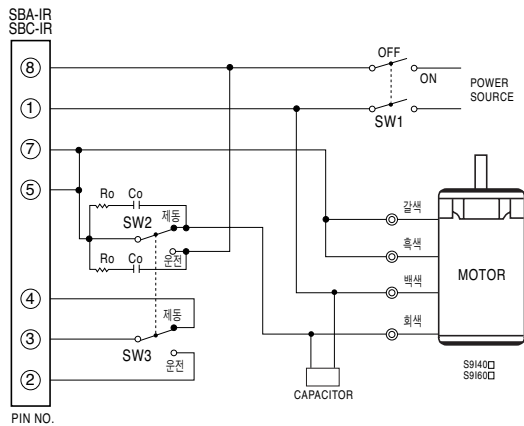 SBA-IR
SBC-IR
⑧
OFF
ON
POWER
SOURCE
①
SW1
⑦
⑤
Ro
Co
제동
SW2
갈색
Ro
Co
운전
흑색
MOTOR
백색
④
제동
③
SW3
회색
운전
②
CAPACITOR
S9I40□
S9I60□
PIN NO.